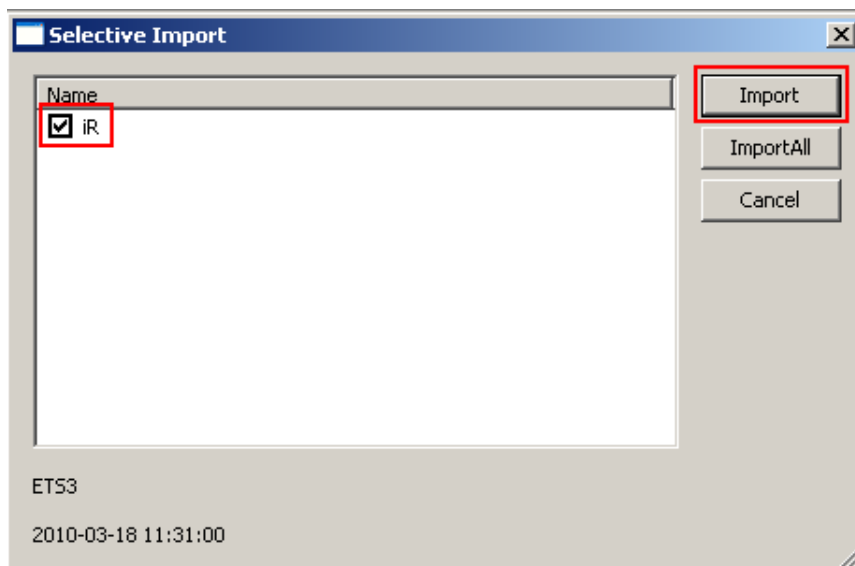 Selective Import
Name
iR
Import
ImportAll
Cancel
ETS3
2010-03-18 11:31:00